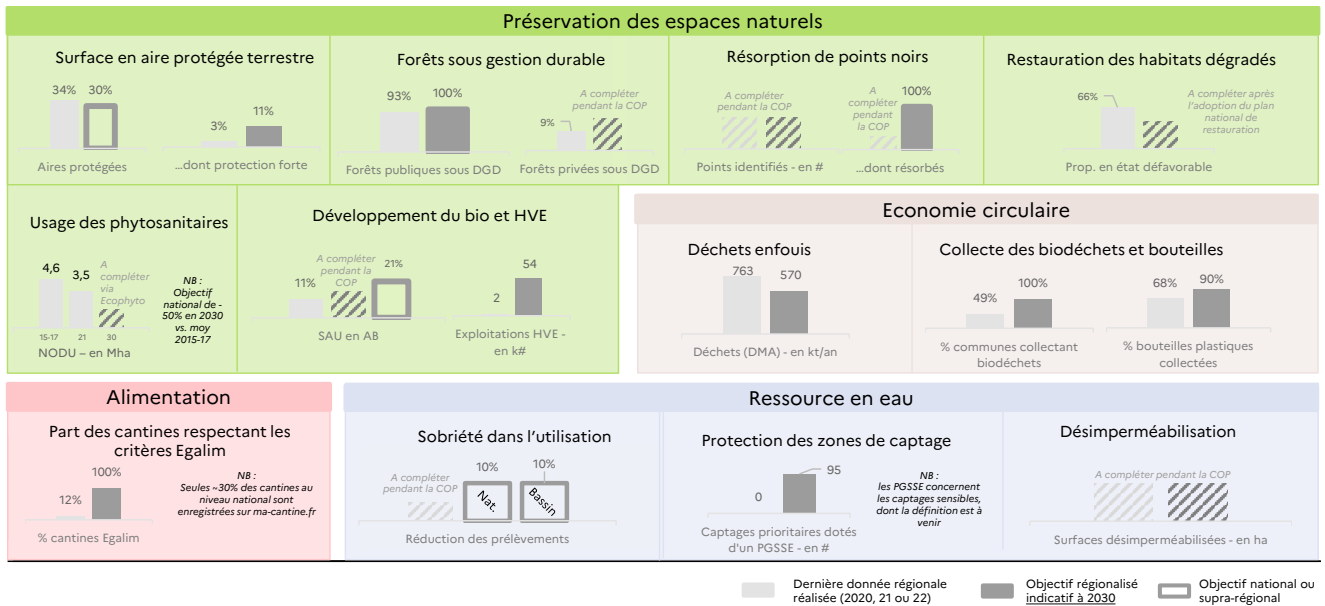 Préservation des espaces naturels
Surface en aire protégée terrestre
34%
30%
Aires protégées
3%
11%
...dont protection forte
Forêts sous gestion durable
93%
100%
Forêts publiques sous DGD
9%
A compléter
pendant la COP
Forêts privées sous DGD
Résorption de points noirs
A compléter
pendant la COP
Points identifiés - en #
A
compléter
pendant
la COP
100%
...dont résorbés
Restauration des habitats dégradés
66%
A compléter après
l'adoption du plan
national de
restauration
Prop. en état défavorable
Usage des phytosanitaires
4,6
3,5
A
compléter
via
Ecophyto
15-17
21
30
NODU – en Mha
NB :
Objectif
national de -
50% en 2030
vs. moy
2015-17
Développement du bio et HVE
11%
A compléter
pendant la
COP
21%
SAU en AB
2
54
Exploitations HVE -
en k#
Economie circulaire
Déchets enfouis
763
570
Déchets (DMA) - en kt/an
Collecte des biodéchets et bouteilles
49%
100%
% communes collectant
biodéchets
68%
90%
% bouteilles plastiques
collectées
Alimentation
Part des cantines respectant les
critères Egalim
12%
100%
% cantines Egalim
NB :
Seules ~30% des cantines au
niveau national sont
enregistrées sur ma-cantine.fr
Ressource en eau
Sobriété dans l'utilisation
A compléter
pendant la COP
10%
Nat.
10%
Bassin
Réduction des prélèvements
Protection des zones de captage
0
95
Captages prioritaires dotés
d'un PGSSE - en #
NB :
les PGSSE concernent
les captages sensibles,
dont la définition est à
venir
Désimperméabilisation
A compléter pendant la COP
Surfaces désimperméabilisées - en ha
Dernière donnée régionale
réalisée (2020, 21 ou 22)
Objectif régionalisé
indicatif à 2030
Objectif national ou
supra-régional